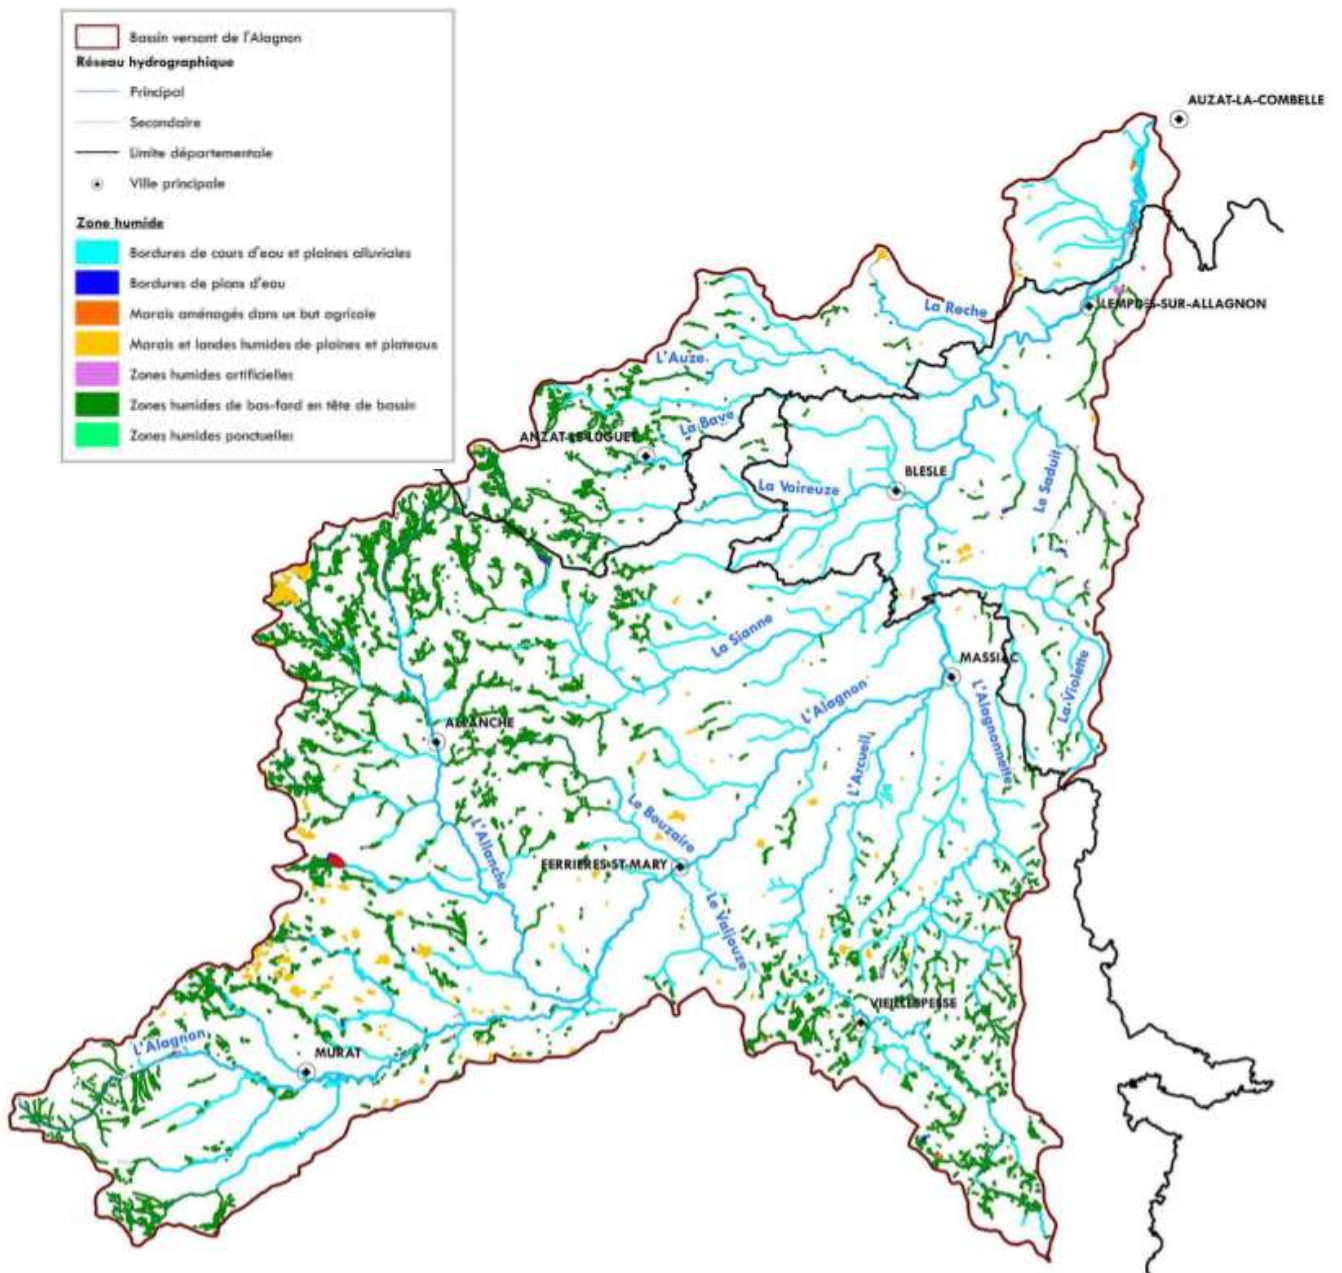 Bassin versant de l'Alagnon
Réseau hydrographique
Principal
Secondaire
Limite départementale
Ville principale
Zone humide
Bordures de cours d'eau et plaines alluviales
Bordures de plans d'eau
Marais aménagés dans un but agricole
Marais et landes humides de plaines et plateaux
Zones humides artificielles
Zones humides de bas-fond en tête de bassin
Zones humides ponctuelles
AUZAT-LA-COMBELLE
La Roche
LEMPDES-SUR-ALLAGNON
L'Auze
La Bave
ANZAT-LE-LUGUET
BLESLE
La Voireuze
Le Saduit
La Sianne
MASSIAC
La Violette
L'Alagnon
L'Alagnonnette
ALLANCHE
L'Arcueil
Le Bouzaire
L'Allanche
FERRIERES-ST-MARY
Le Valjouze
VIEILLESPESSE
L'Alagnon
MURAT